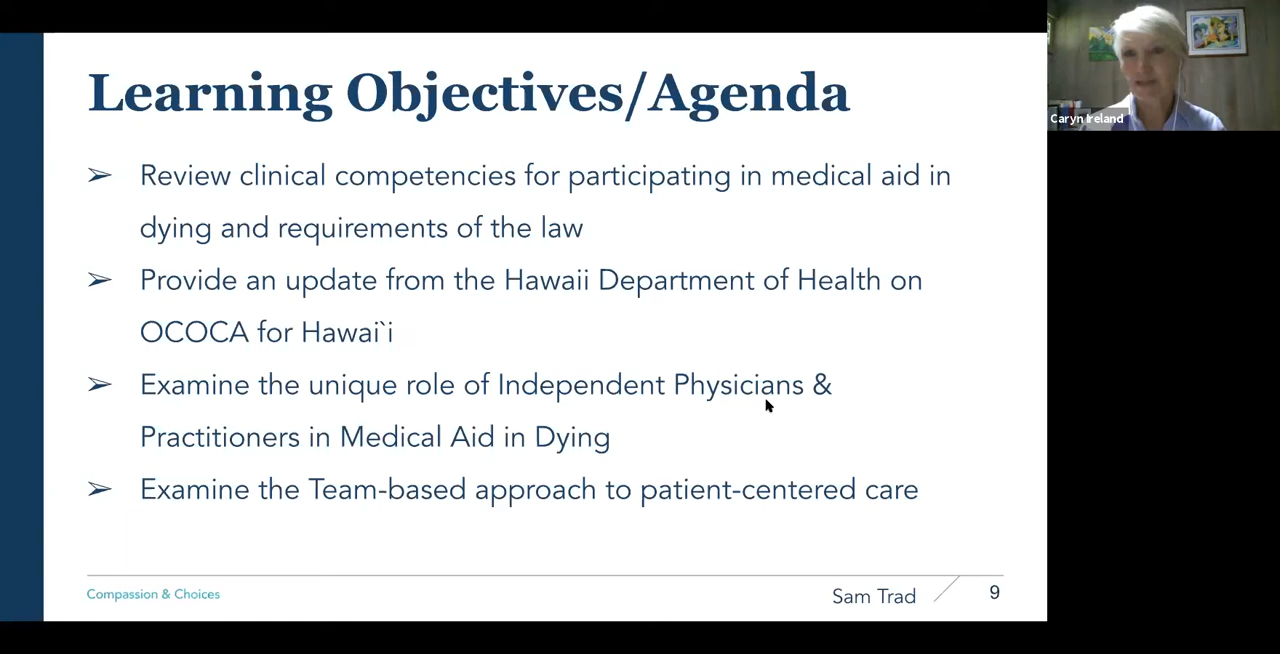 Learning Objectives/Agenda
Caryn Ireland
➢ Review clinical competencies for participating in medical aid in
dying and requirements of the law
➢ Provide an update from the Hawaii Department of Health on
OCOCA for Hawai`i
➢ Examine the unique role of Independent Physicians &
Practitioners in Medical Aid in Dying
➢ Examine the Team-based approach to patient-centered care
Compassion & Choices
Sam Trad
9